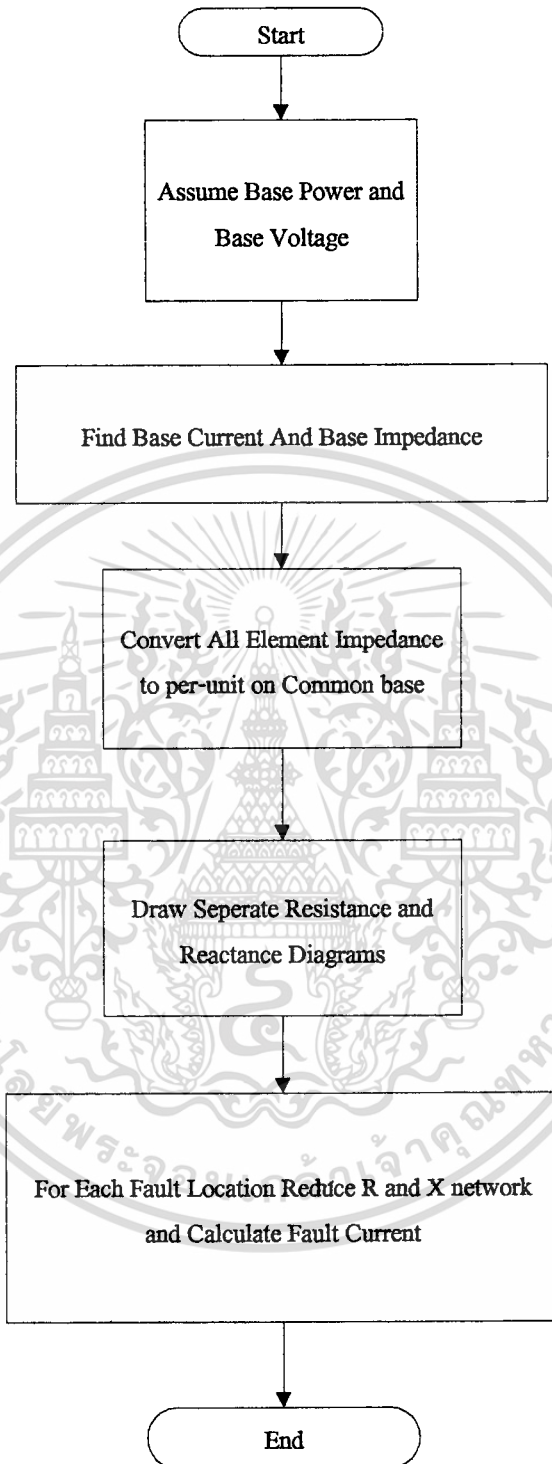 Start
Assume Base Power and
Base Voltage
Find Base Current And Base Impedance
Convert All Element Impedance
to per-unit on Common base
Draw Seperate Resistance and
Reactance Diagrams
For Each Fault Location Reduce R and X network
and Calculate Fault Current
End